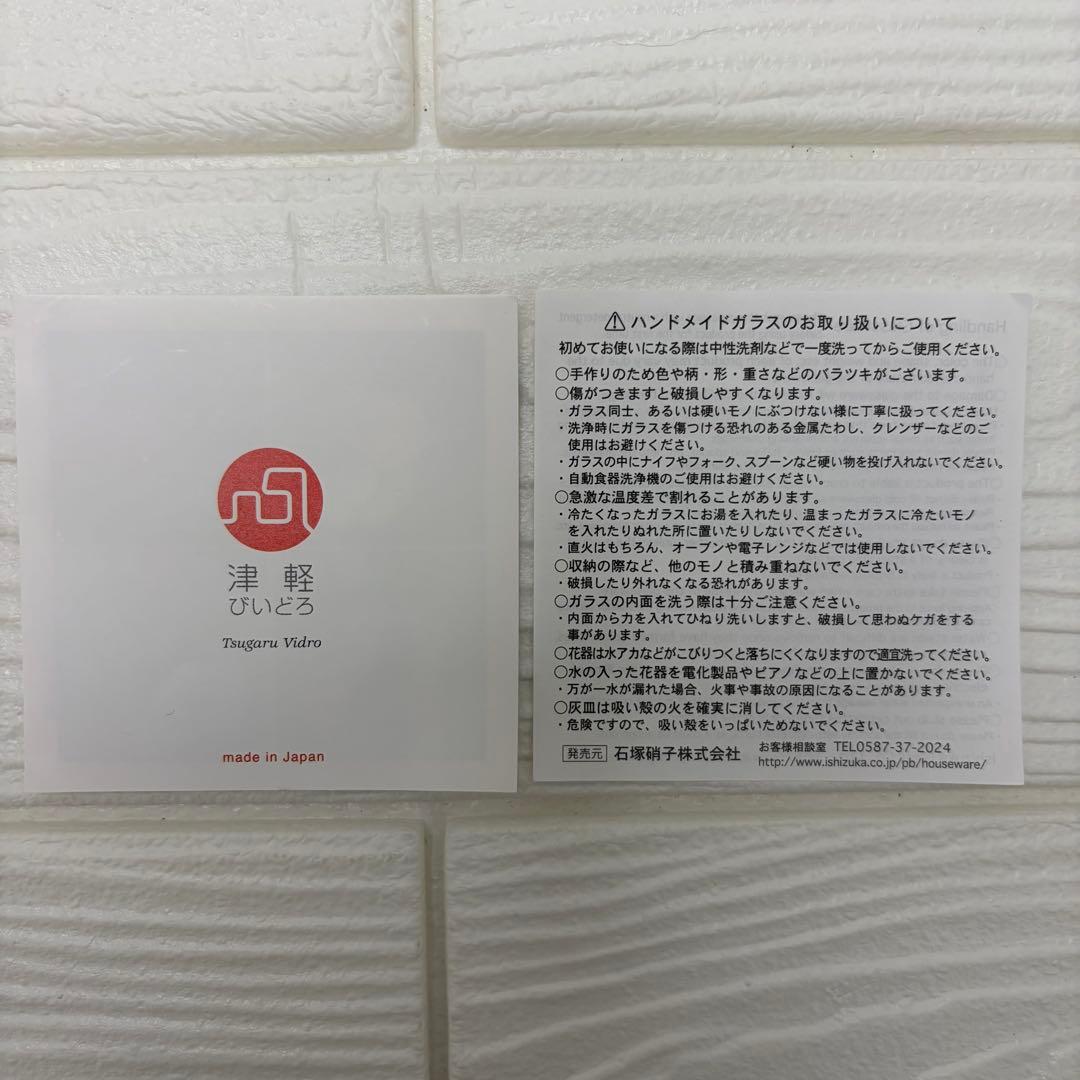 津軽
びいどろ
Tsugaru Vidro
made in Japan
⚠ハンドメイドガラスのお取り扱いについて
初めてお使いになる際は中性洗剤などで一度洗ってからご使用ください。
○手作りのため色や柄・形・重さなどのバラツキがございます。
○傷がつきますと破損しやすくなります。
・ガラス同士、あるいは硬いモノにぶつけない様に丁寧に扱ってください。
・洗浄時にガラスを傷つける恐れのある金属たわし、クレンザーなどのご
使用はお避けください。
・ガラスの中にナイフやフォーク、スプーンなど硬い物を投げ入れないでください。
・自動食器洗浄機のご使用はお避けください。
○急激な温度差で割れることがあります。
・冷たくなったガラスにお湯を入れたり、温まったガラスに冷たいモノ
を入れたりぬれた所に置いたりしないでください。
・直火はもちろん、オーブンや電子レンジなどでは使用しないでください。
○収納の際など、他のモノと積み重ねないでください。
・破損したり外れなくなる恐れがあります。
○ガラスの内面を洗う際は十分ご注意ください。
・内面から力を入れてひねり洗いしますと、破損して思わぬケガをする
事があります。
○花器は水アカなどがこびりつくと落ちにくくなりますので適宜洗ってください。
○水の入った花器を電化製品やピアノなどの上に置かないでください。
・万が一水が漏れた場合、火事や事故の原因になることがあります。
○灰皿は吸い殻の火を確実に消してください。
・危険ですので、吸い殻をいっぱいためないでください。
発売元 石塚硝子株式会社 お客様相談室 TEL0587-37-2024
http://www.ishizuka.co.jp/pb/houseware/